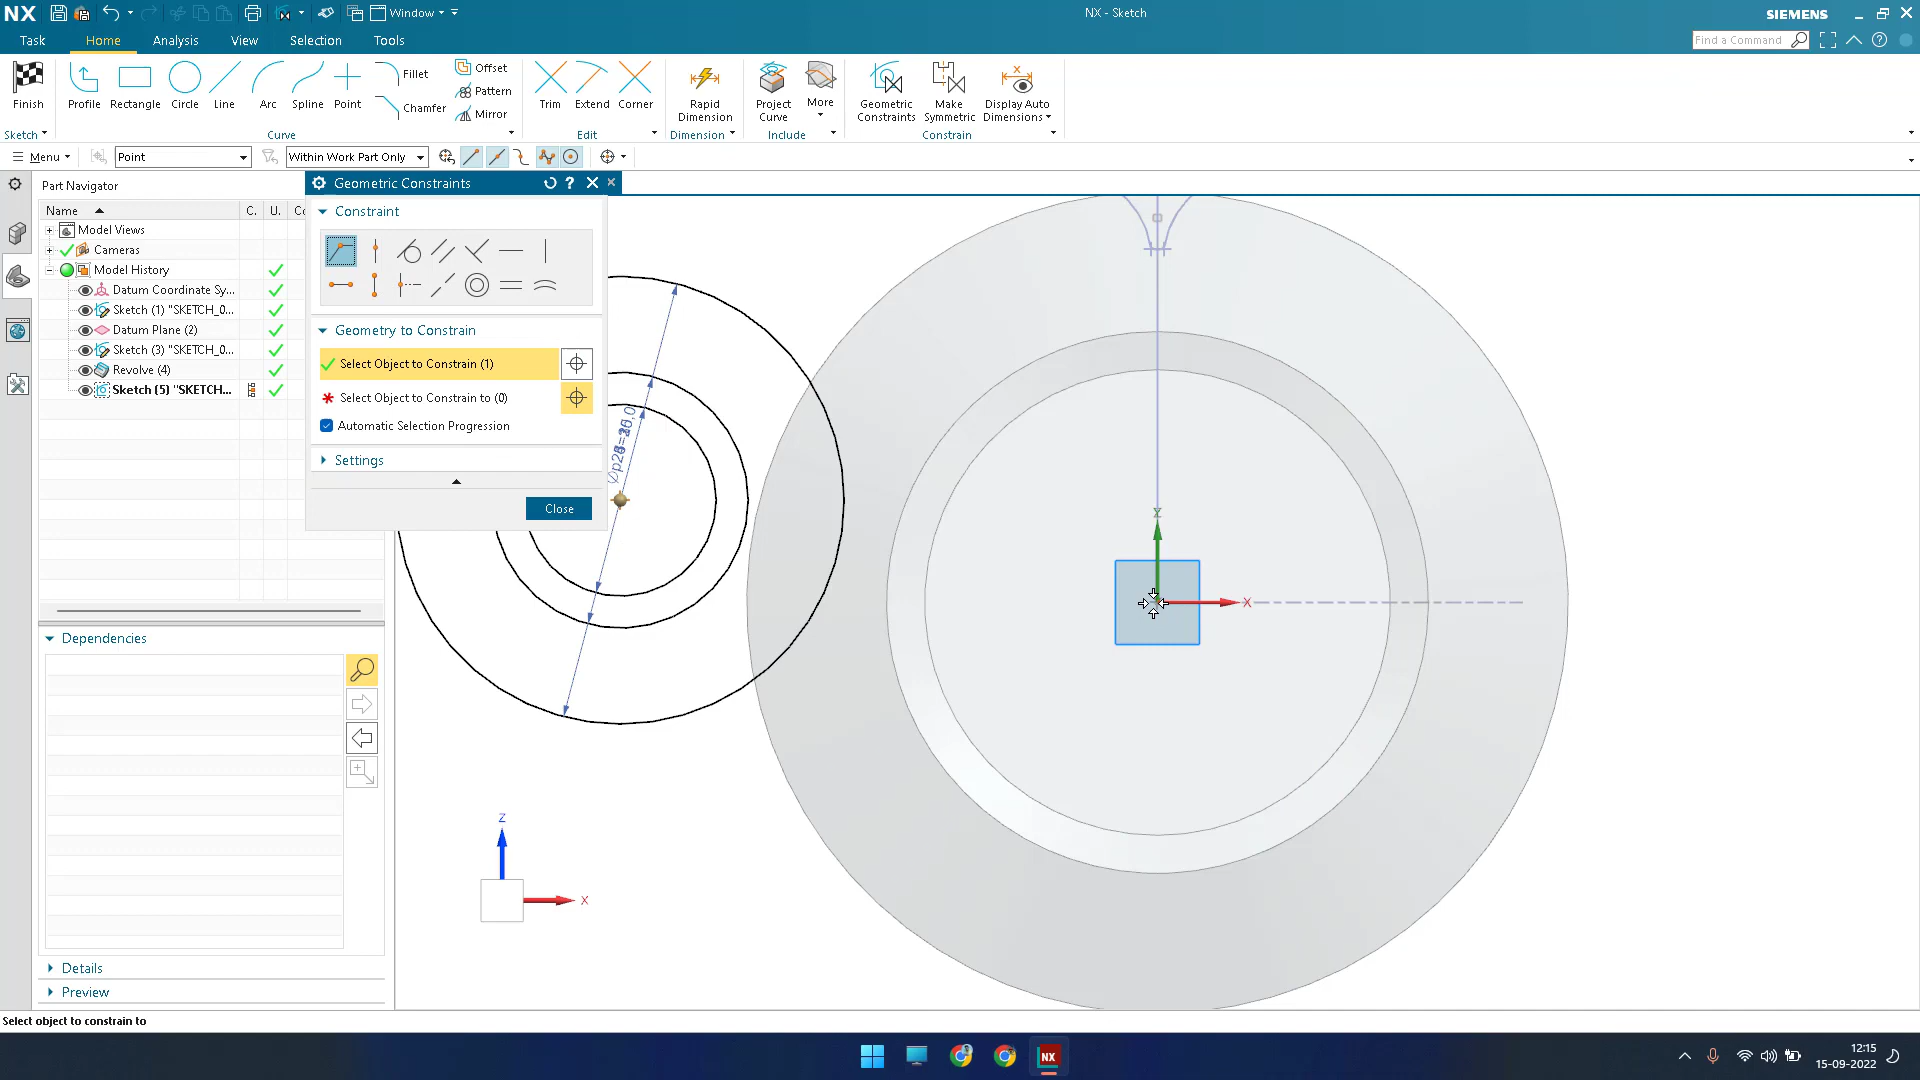 NX
Window
NX - Sketch
SIEMENS
Task
Home
Analysis
View
Selection
Tools
Find a Command
Finish
Profile
Rectangle
Circle
Line
Arc
Spline
Point
Fillet
Chamfer
Offset
Pattern
Mirror
Trim
Extend
Corner
Rapid Dimension
Project Curve
More
Geometric Constraints
Make Symmetric
Display Auto Dimensions
Sketch
Curve
Edit
Dimension
Include
Constrain
Menu
Point
Within Work Part Only
Part Navigator
Name
C.
U.
Model Views
Cameras
Model History
Datum Coordinate Sy...
Sketch (1) "SKETCH_0...
Datum Plane (2)
Sketch (3) "SKETCH_0...
Revolve (4)
Sketch (5) "SKETCH...
Geometric Constraints
Constraint
Geometry to Constrain
Select Object to Constrain (1)
Select Object to Constrain to (0)
Automatic Selection Progression
Settings
Close
Y
X
Z
X
Dependencies
Details
Preview
Select object to constrain to
NX
12:15
15-09-2022